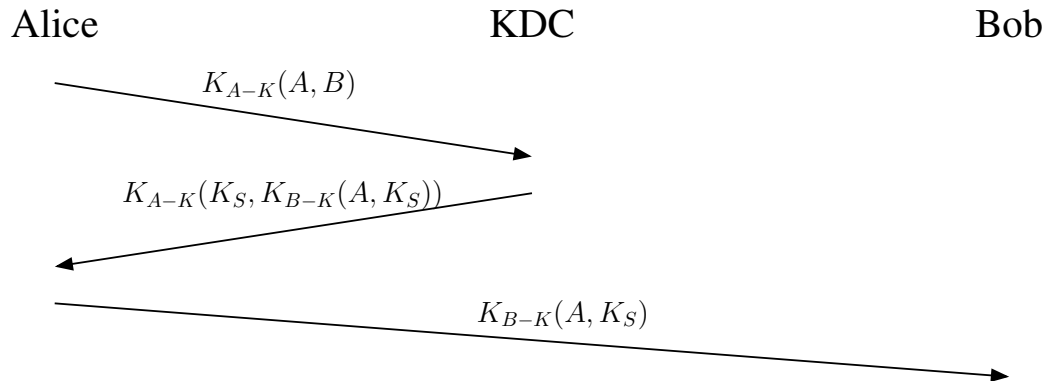 Alice KDC Bob
K_{A-K}(A, B)
K_{A-K}(K_S, K_{B-K}(A, K_S))
K_{B-K}(A, K_S)